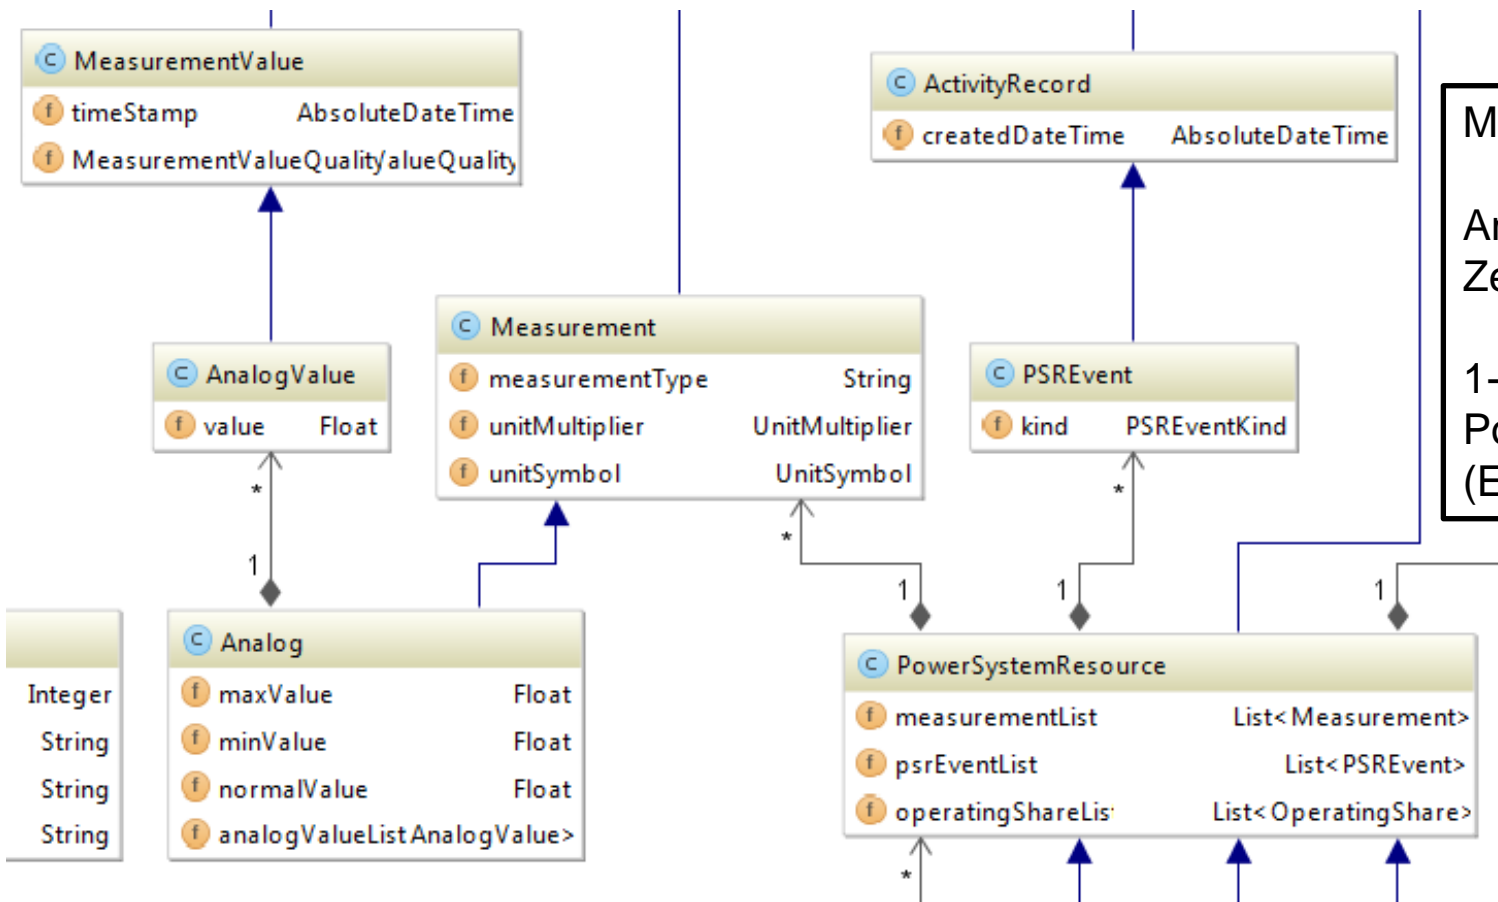 MeasurementValue
timeStamp AbsoluteDateTime
MeasurementValueQuality alueQuality
ActivityRecord
createdDateTime AbsoluteDateTime
M
Ar
Ze
1-
Po
(E
Measurement
measurementType String
unitMultiplier UnitMultiplier
unitSymbol UnitSymbol
AnalogValue
value Float
PSREvent
kind PSREventKind
*
1
*
1
*
1
1
Integer
String
String
String
Analog
maxValue Float
minValue Float
normalValue Float
analogValueList AnalogValue>
PowerSystemResource
measurementList List<Measurement>
psrEventList List<PSREvent>
operatingShareLis List<OperatingShare>
*